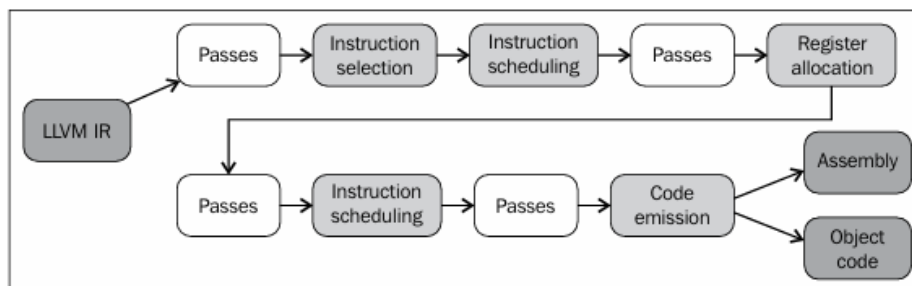 LLVM IR
Passes
Instruction
selection
Instruction
scheduling
Passes
Register
allocation
Passes
Instruction
scheduling
Passes
Code
emission
Assembly
Object
code